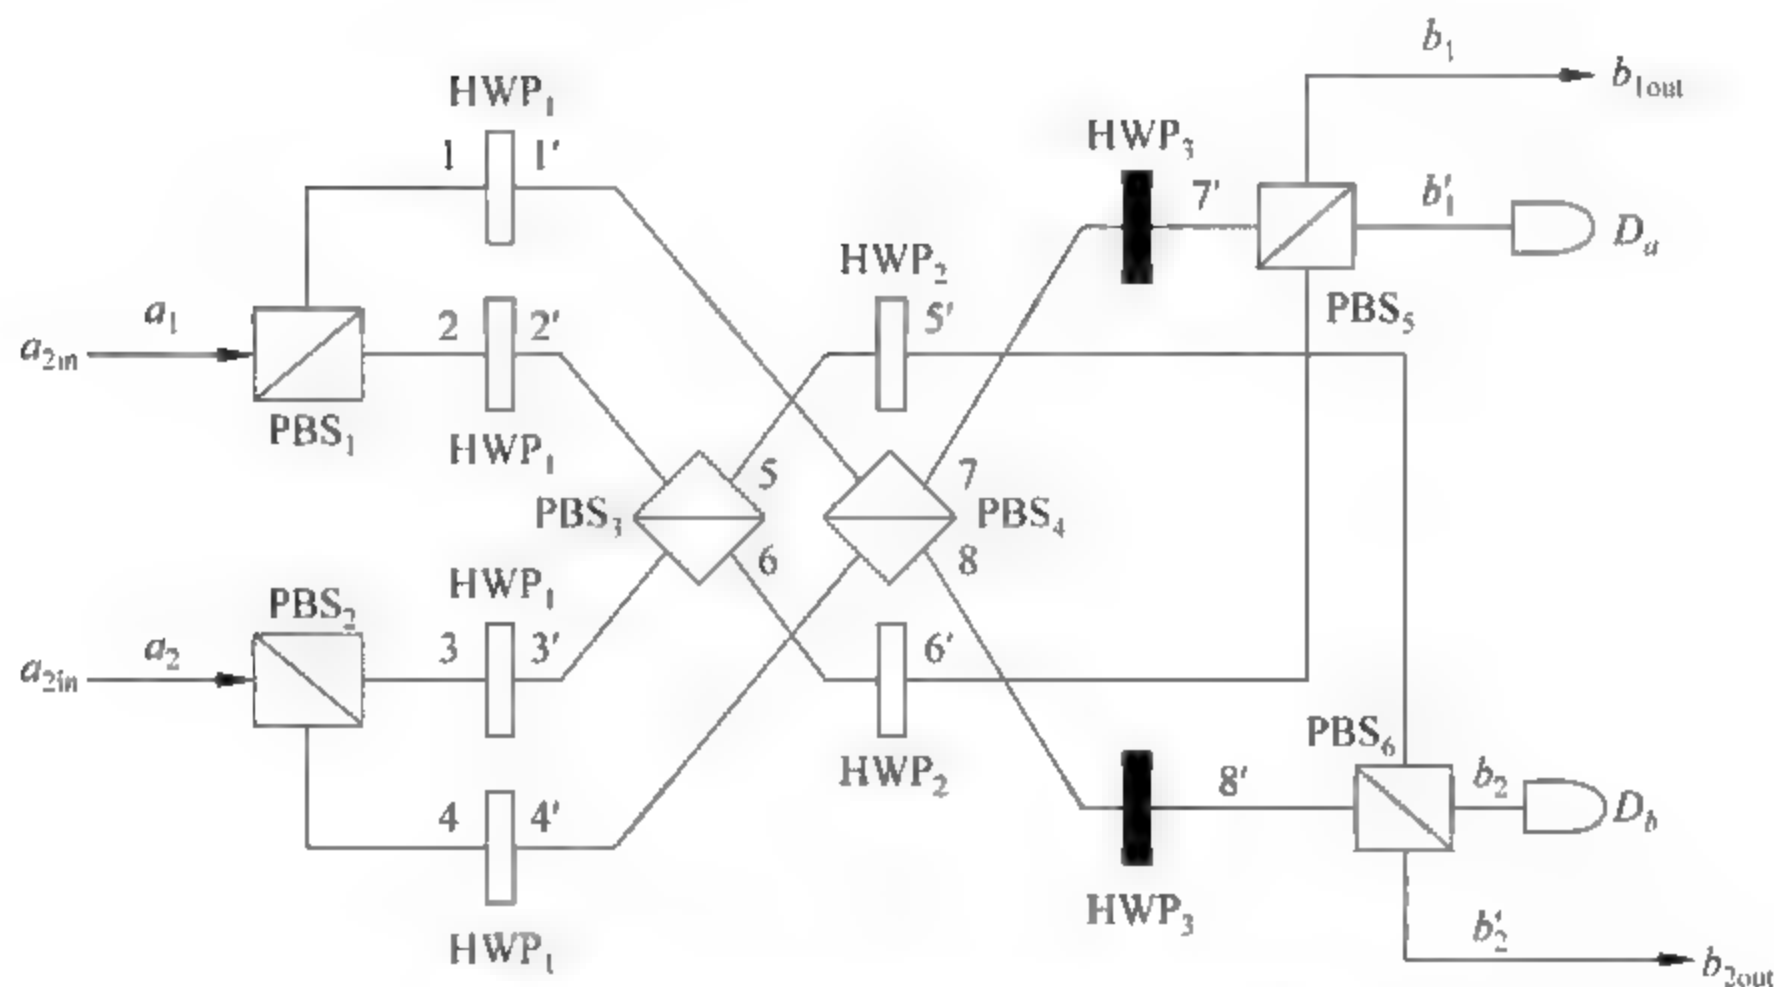 b₁
b₁out
HWP₁
HWP₃
1 1′
7′ b′₁ Dₐ
HWP₂
a₁ 2 2′ 5′ PBS₅
a₂in
PBS₁ HWP₁
5 7
PBS₃ PBS₄
6 8
HWP₁
PBS₂
a₂ 3 3′ 6′
a₂in
PBS₆
HWP₂ b₂
4 4′ 8′ D_b
HWP₃
HWP₁ b′₂
b₂out